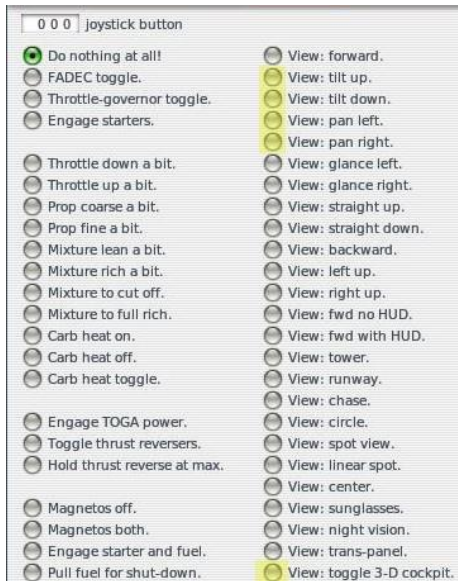 0 0 0 joystick button
Do nothing at all!
FADEC toggle.
Throttle-governor toggle.
Engage starters.
Throttle down a bit.
Throttle up a bit.
Prop coarse a bit.
Prop fine a bit.
Mixture lean a bit.
Mixture rich a bit.
Mixture to cut off.
Mixture to full rich.
Carb heat on.
Carb heat off.
Carb heat toggle.
Engage TOGA power.
Toggle thrust reversers.
Hold thrust reverse at max.
Magnetos off.
Magnetos both.
Engage starter and fuel.
Pull fuel for shut-down.
View: forward.
View: tilt up.
View: tilt down.
View: pan left.
View: pan right.
View: glance left.
View: glance right.
View: straight up.
View: straight down.
View: backward.
View: left up.
View: right up.
View: fwd no HUD.
View: fwd with HUD.
View: tower.
View: runway.
View: chase.
View: circle.
View: spot view.
View: linear spot.
View: center.
View: sunglasses.
View: night vision.
View: trans-panel.
View: toggle 3-D cockpit.